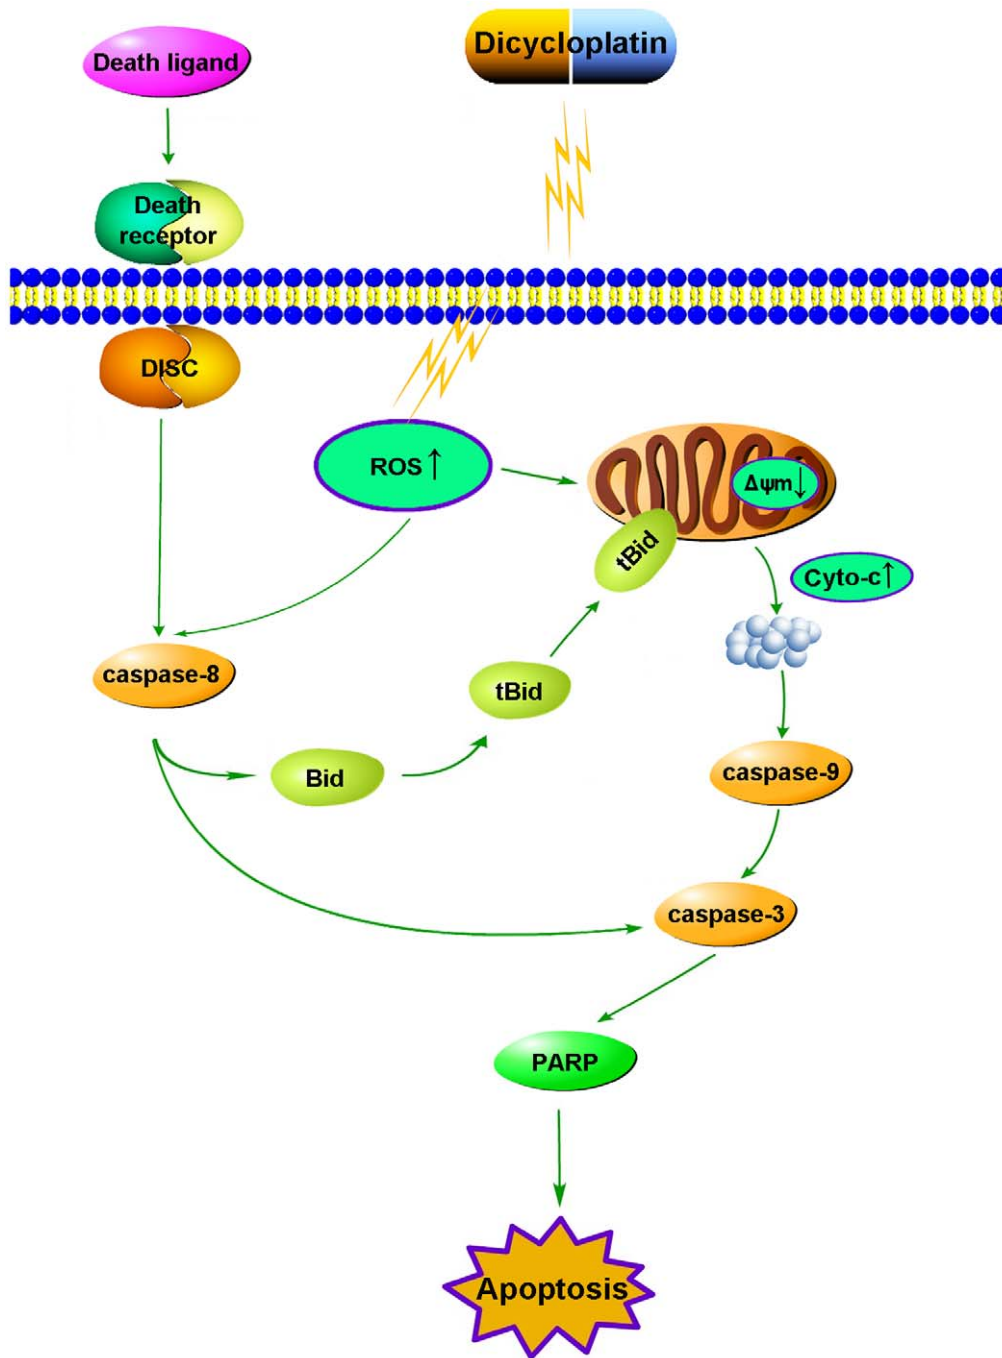 Death ligand
Dicycloplatin
Death
receptor
DISC
ROS↑
Δψm↓
tBid
Cyto-c↑
caspase-8
tBid
Bid
caspase-9
caspase-3
PARP
Apoptosis